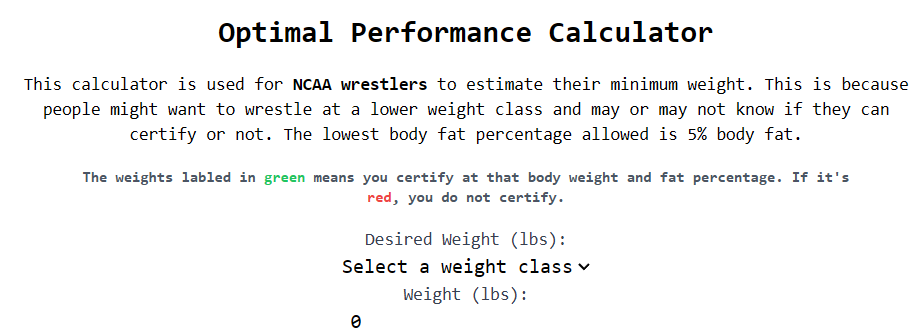 Optimal Performance Calculator
This calculator is used for NCAA wrestlers to estimate their minimum weight. This is because
people might want to wrestle at a lower weight class and may or may not know if they can
certify or not. The lowest body fat percentage allowed is 5% body fat.
The weights labled in green means you certify at that body weight and fat percentage. If it's
red, you do not certify.
Desired Weight (lbs):
Select a weight class
Weight (lbs):
0